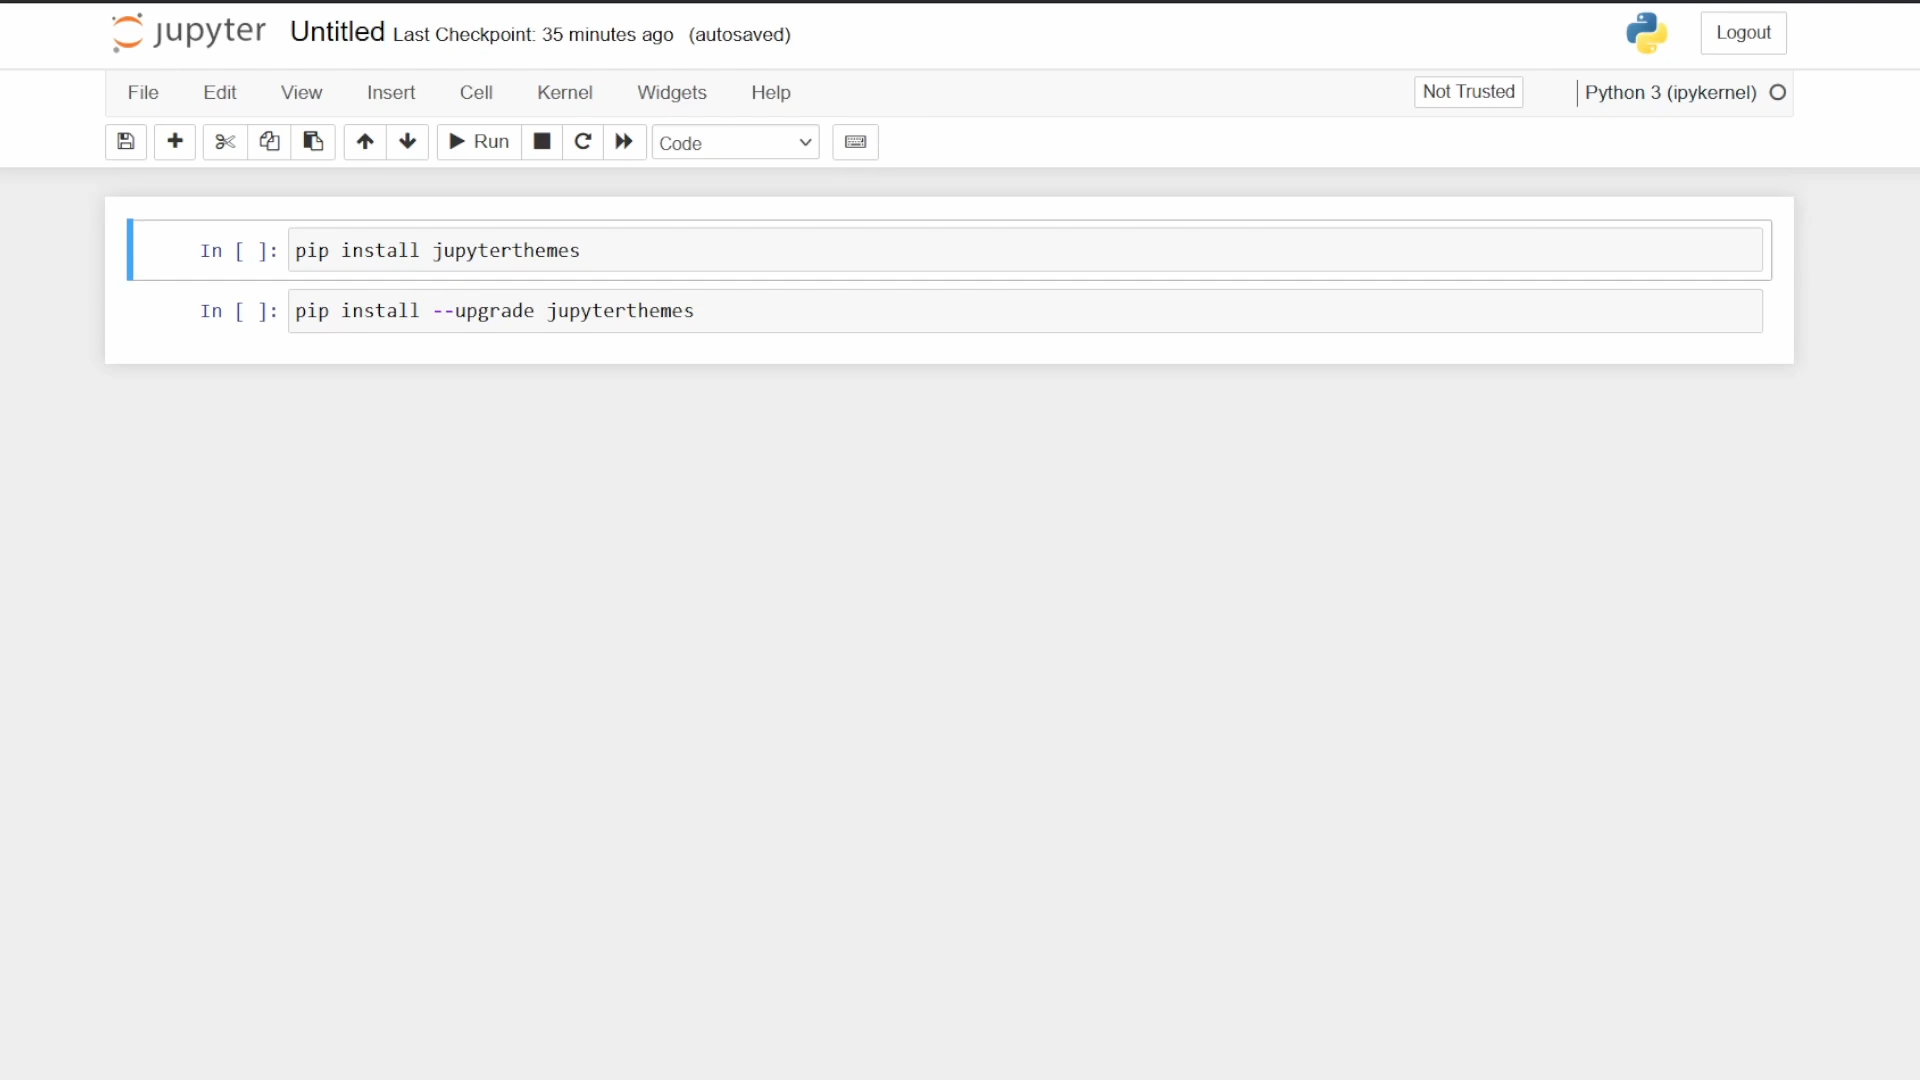 jupyter Untitled Last Checkpoint: 35 minutes ago (autosaved) Logout
File Edit View Insert Cell Kernel Widgets Help Not Trusted Python 3 (ipykernel)
Run Code
In [ ]: pip install jupyterthemes
In [ ]: pip install --upgrade jupyterthemes